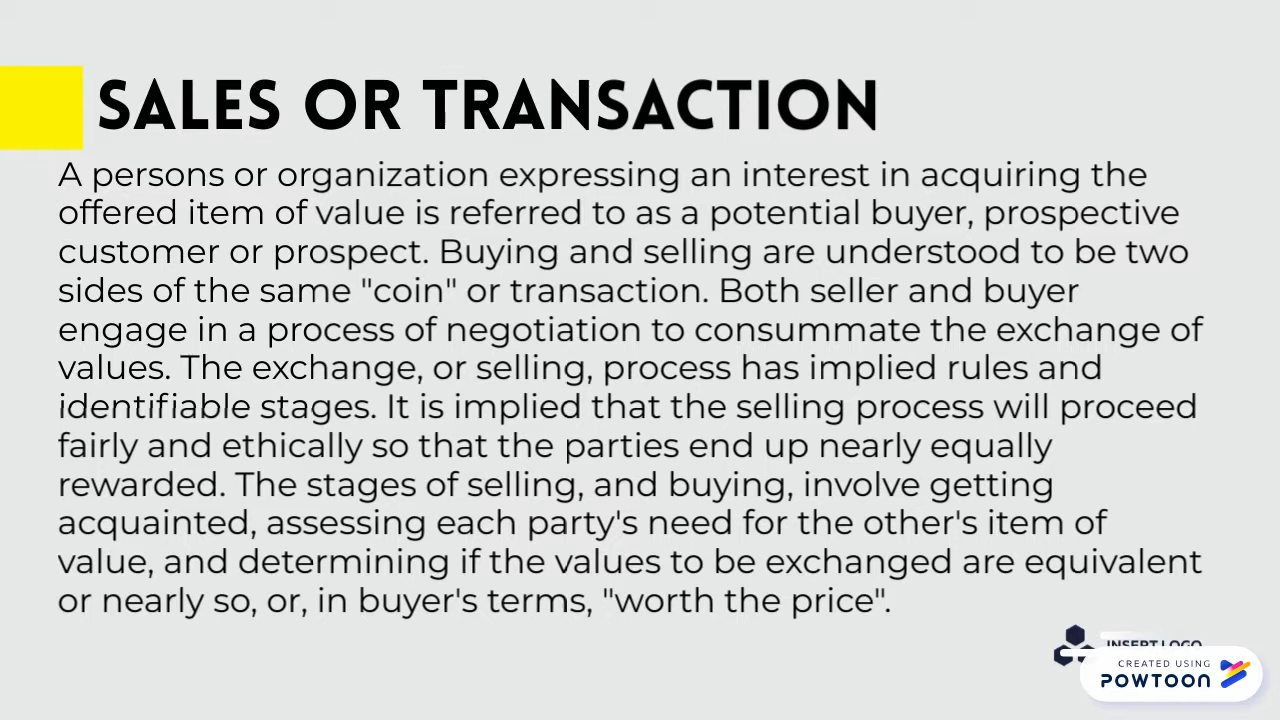 SALES OR TRANSACTION
A persons or organization expressing an interest in acquiring the
offered item of value is referred to as a potential buyer, prospective
customer or prospect. Buying and selling are understood to be two
sides of the same "coin" or transaction. Both seller and buyer
engage in a process of negotiation to consummate the exchange of
values. The exchange, or selling, process has implied rules and
identifiable stages. It is implied that the selling process will proceed
fairly and ethically so that the parties end up nearly equally
rewarded. The stages of selling, and buying, involve getting
acquainted, assessing each party's need for the other's item of
value, and determining if the values to be exchanged are equivalent
or nearly so, or, in buyer's terms, "worth the price".
INSERT LOGO
CREATED USING
POWTOON